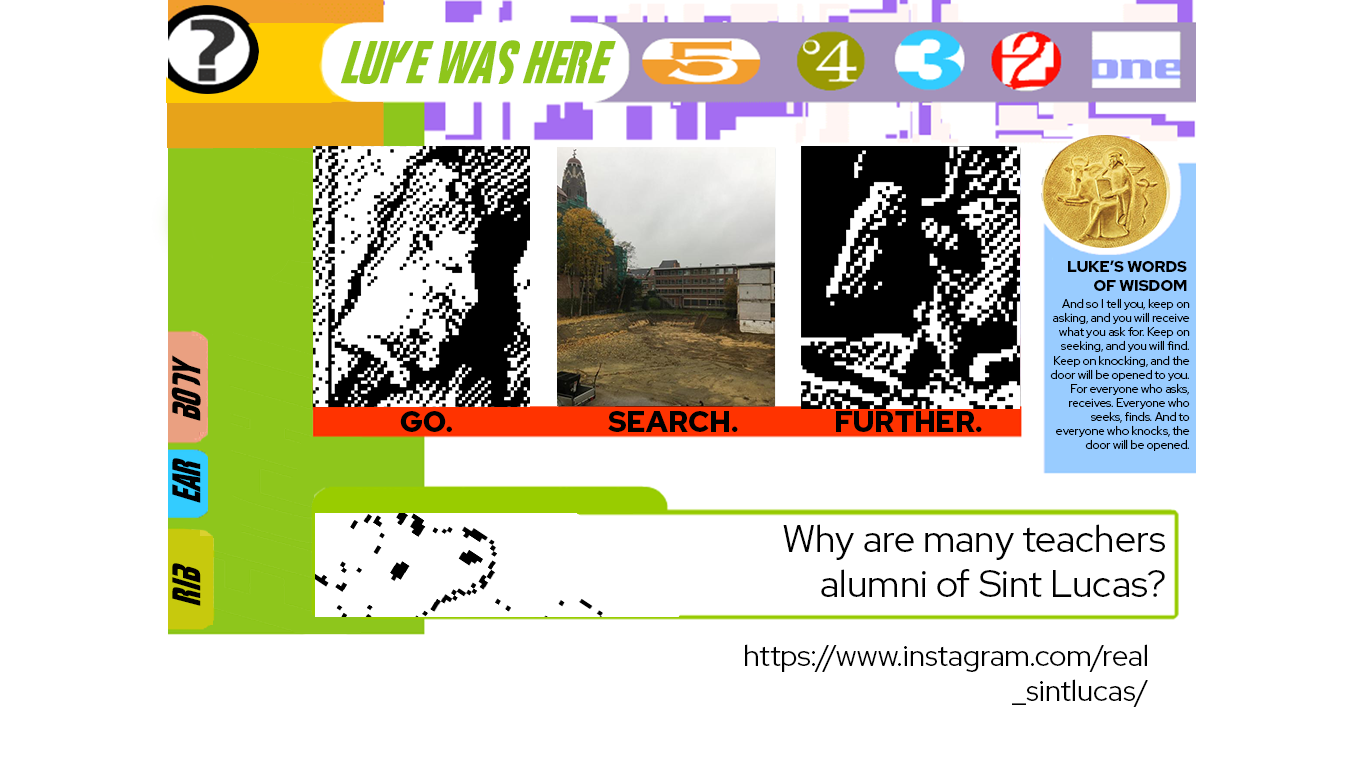 ?
LUKE WAS HERE
5
°4
3
2
one
LUKE'S WORDS
OF WISDOM
And so I tell you, keep on
asking, and you will receive
what you ask for. Keep on
seeking, and you will find.
Keep on knocking, and the
door will be opened to you.
For everyone who asks,
receives. Everyone who
seeks, finds. And to
everyone who knocks, the
door will be opened.
GO. SEARCH. FURTHER.
BODY
EAR
RIB
Why are many teachers
alumni of Sint Lucas?
https://www.instagram.com/real
_sintlucas/